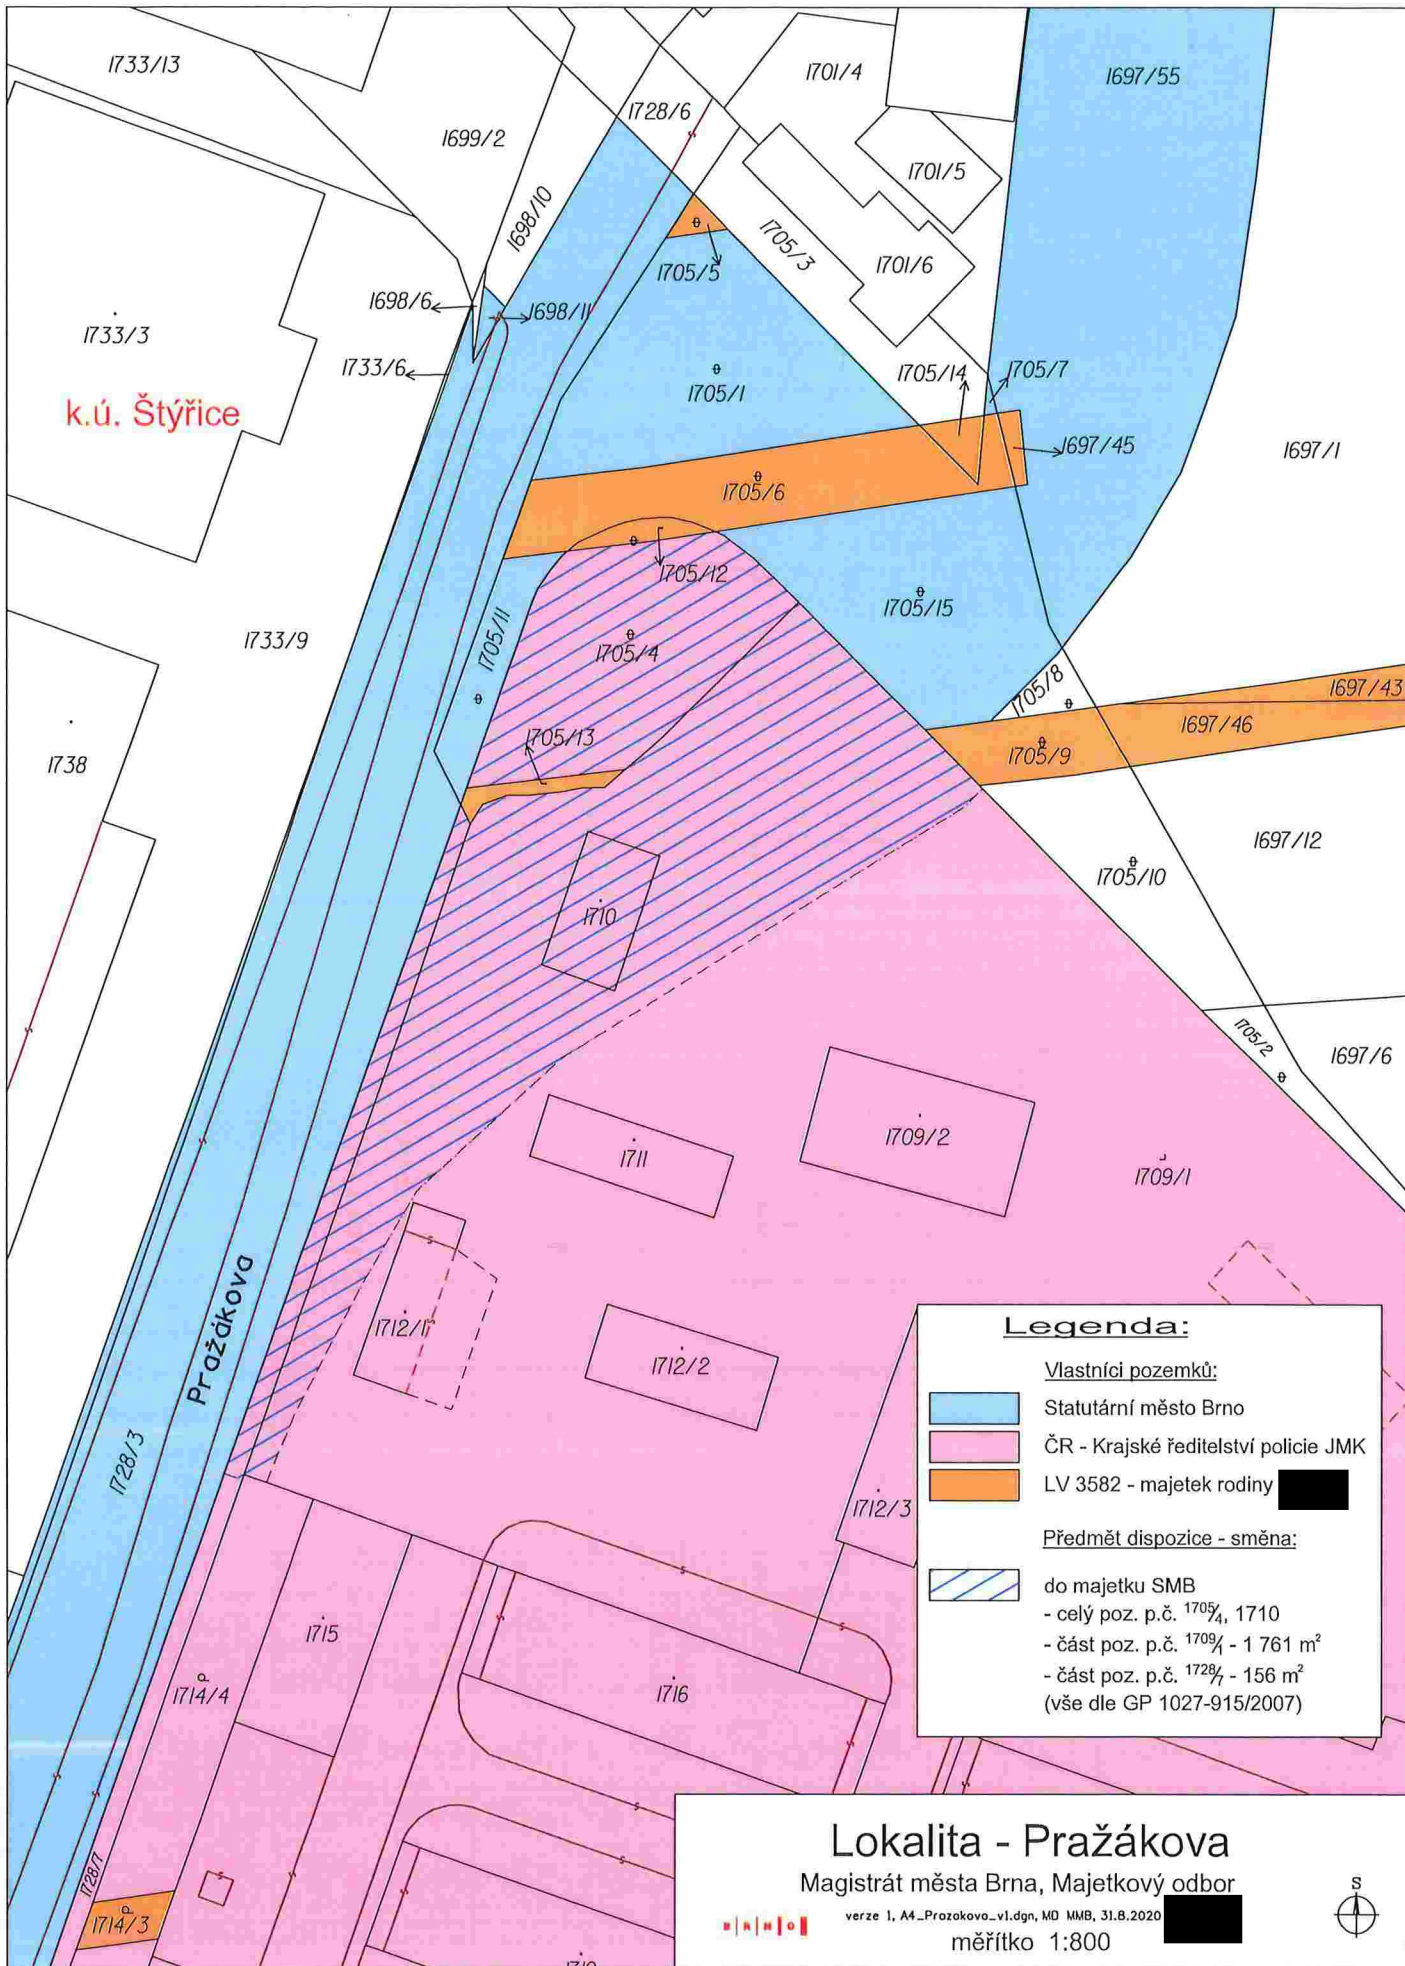 1733/13
1701/4
1697/55
1728/6
1699/2
1701/5
1698/10
1705/3
1701/6
1705/5
1698/6
1698/11
1733/3
1733/6
1705/1
1705/14
1705/7
k.ú. Štýřice
1697/45
1697/1
1705/6
1705/12
1705/15
1705/11
1733/9
1705/4
1705/8
1697/43
1697/46
1705/13
1705/9
1738
1697/12
1705/10
1710
1705/2
1697/6
1709/2
1711
1709/1
Pražákova
1712/1
1712/2
1728/3
1712/3
Legenda:
Vlastníci pozemků:
Statutární město Brno
ČR - Krajské ředitelství policie JMK
LV 3582 - majetek rodiny
Předmět dispozice - směna:
do majetku SMB
- celý poz. p.č. 1705/4, 1710
- část poz. p.č. 1709/1 - 1 761 m²
- část poz. p.č. 1728/7 - 156 m²
(vše dle GP 1027-915/2007)
1715
1714/4
1716
1728/7
1714/3
Lokalita - Pražákova
Magistrát města Brna, Majetkový odbor
B R N O
verze 1, A4_Prazakova_v1.dgn, MO MMB, 31.8.2020
měřítko 1:800
S